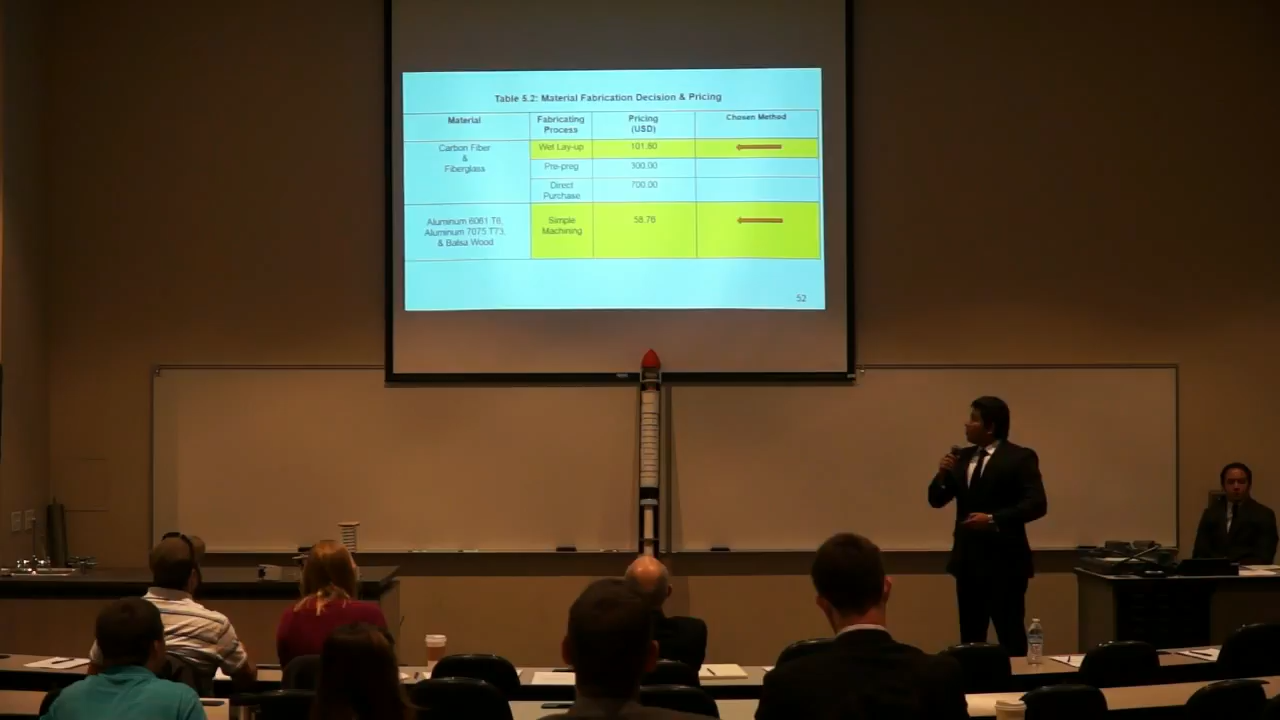 Table 5.2: Material Fabrication Decision & Pricing
Material
Fabricating
Process
Pricing
(USD)
Chosen Method
Carbon Fiber
&
Fiberglass
Wet Lay-up
101.60
Pre-preg
300.00
Direct
Purchase
700.00
Aluminum 6061 T6,
Aluminum 7075 T73,
& Balsa Wood
Simple
Machining
58.76
52